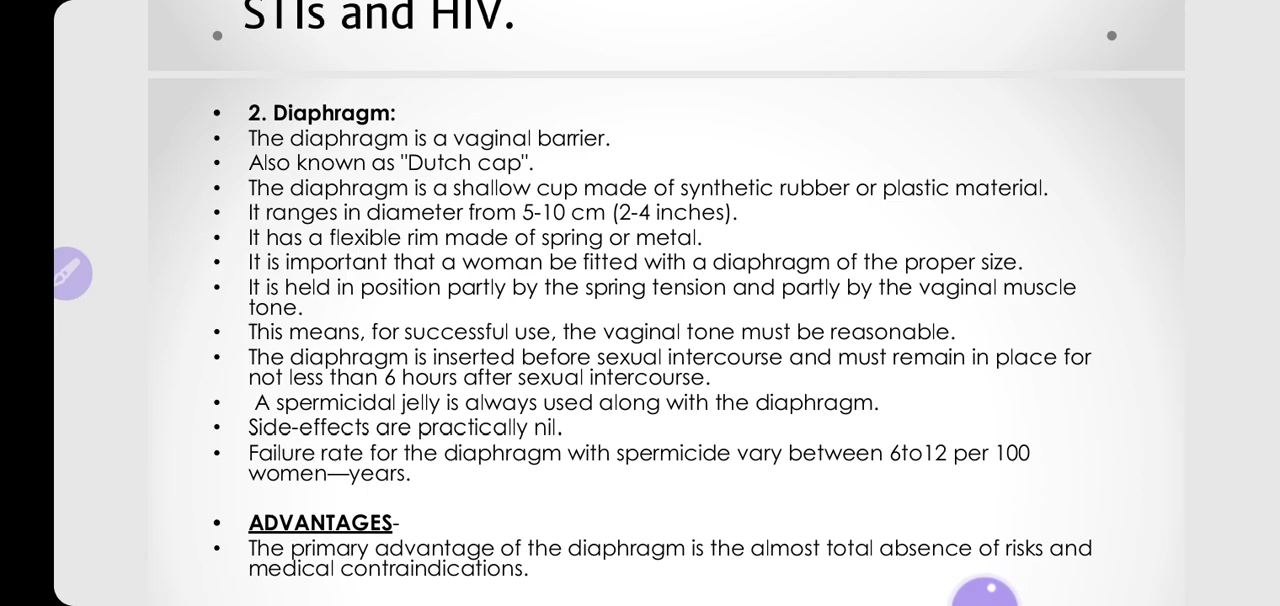 STIs and HIV.
• 2. Diaphragm:
• The diaphragm is a vaginal barrier.
• Also known as "Dutch cap".
• The diaphragm is a shallow cup made of synthetic rubber or plastic material.
• It ranges in diameter from 5-10 cm (2-4 inches).
• It has a flexible rim made of spring or metal.
• It is important that a woman be fitted with a diaphragm of the proper size.
• It is held in position partly by the spring tension and partly by the vaginal muscle
tone.
• This means, for successful use, the vaginal tone must be reasonable.
• The diaphragm is inserted before sexual intercourse and must remain in place for
not less than 6 hours after sexual intercourse.
• A spermicidal jelly is always used along with the diaphragm.
• Side-effects are practically nil.
• Failure rate for the diaphragm with spermicide vary between 6to12 per 100
women—years.
• ADVANTAGES-
• The primary advantage of the diaphragm is the almost total absence of risks and
medical contraindications.